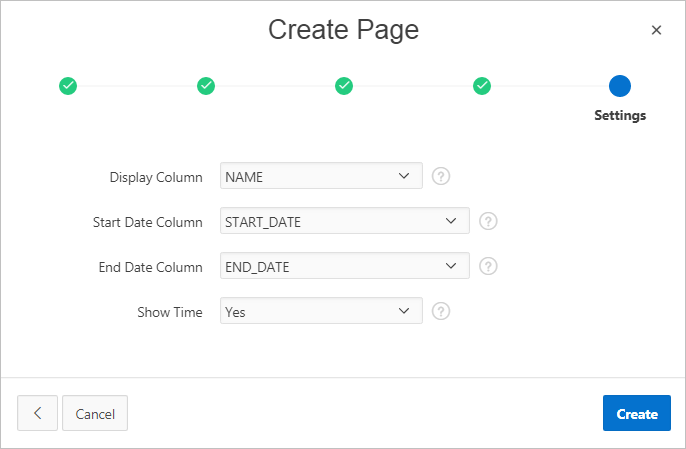 Create Page
Settings
Display Column NAME ?
Start Date Column START_DATE ?
End Date Column END_DATE ?
Show Time Yes ?
Cancel Create